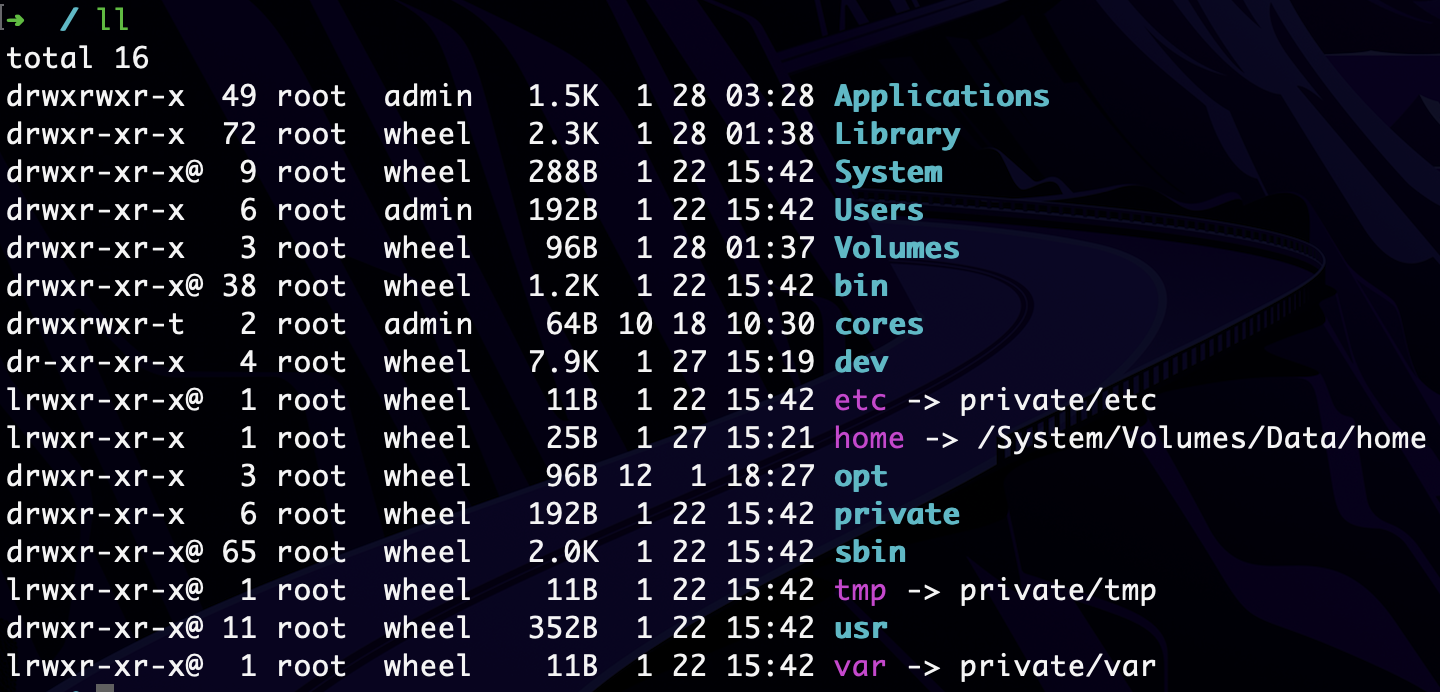 ➜  / ll
total 16
drwxrwxr-x  49 root  admin   1.5K  1 28 03:28 Applications
drwxr-xr-x  72 root  wheel   2.3K  1 28 01:38 Library
drwxr-xr-x@  9 root  wheel   288B  1 22 15:42 System
drwxr-xr-x   6 root  admin   192B  1 22 15:42 Users
drwxr-xr-x   3 root  wheel    96B  1 28 01:37 Volumes
drwxr-xr-x@ 38 root  wheel   1.2K  1 22 15:42 bin
drwxrwxr-t   2 root  admin    64B 10 18 10:30 cores
dr-xr-xr-x   4 root  wheel   7.9K  1 27 15:19 dev
lrwxr-xr-x@  1 root  wheel    11B  1 22 15:42 etc -> private/etc
lrwxr-xr-x   1 root  wheel    25B  1 27 15:21 home -> /System/Volumes/Data/home
drwxr-xr-x   3 root  wheel    96B 12  1 18:27 opt
drwxr-xr-x   6 root  wheel   192B  1 22 15:42 private
drwxr-xr-x@ 65 root  wheel   2.0K  1 22 15:42 sbin
lrwxr-xr-x@  1 root  wheel    11B  1 22 15:42 tmp -> private/tmp
drwxr-xr-x@ 11 root  wheel   352B  1 22 15:42 usr
lrwxr-xr-x@  1 root  wheel    11B  1 22 15:42 var -> private/var